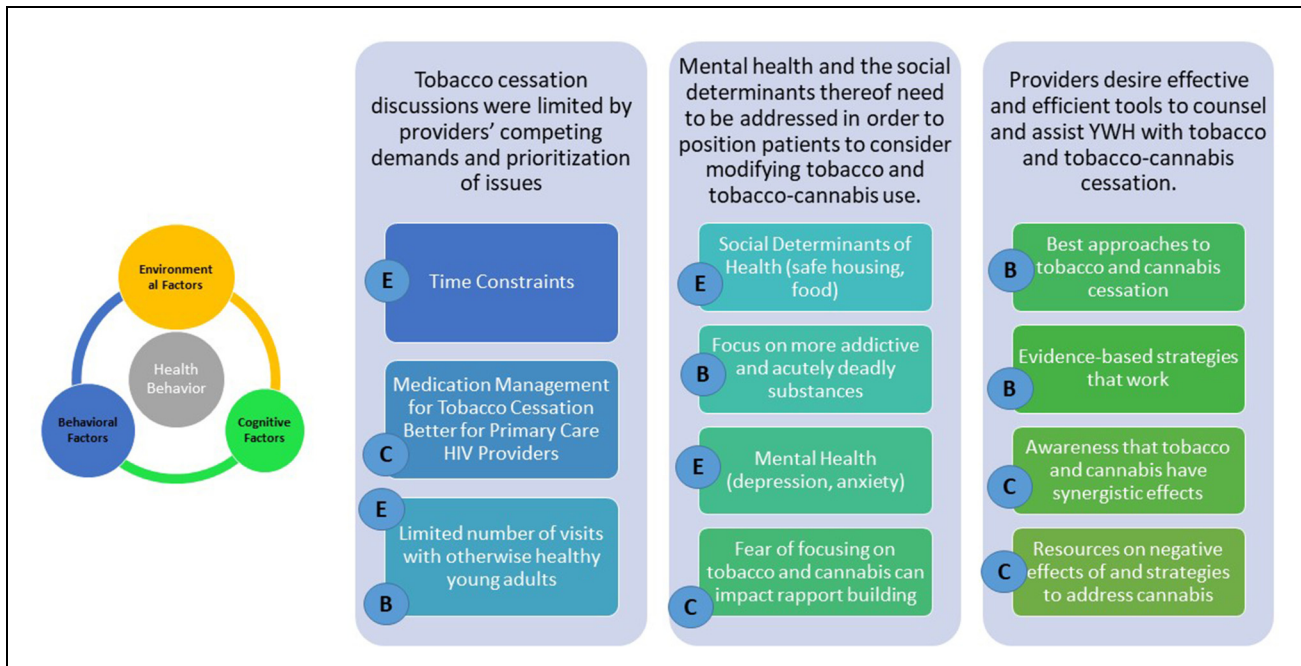 Environment
al Factors
Health
Behavior
Behavioral
Factors
Cognitive
Factors
Tobacco cessation
discussions were limited by
providers’ competing
demands and prioritization
of issues
E
Time Constraints
Medication Management
for Tobacco Cessation
Better for Primary Care
HIV Providers
C
E
Limited number of visits
with otherwise healthy
young adults
B
Mental health and the social
determinants thereof need
to be addressed in order to
position patients to consider
modifying tobacco and
tobacco-cannabis use.
Social Determinants of
Health (safe housing,
food)
E
Focus on more addictive
and acutely deadly
substances
B
Mental Health
(depression, anxiety)
E
Fear of focusing on
tobacco and cannabis can
impact rapport building
C
Providers desire effective
and efficient tools to counsel
and assist YWH with tobacco
and tobacco-cannabis
cessation.
Best approaches to
tobacco and cannabis
cessation
B
Evidence-based strategies
that work
B
Awareness that tobacco
and cannabis have
synergistic effects
C
Resources on negative
effects of and strategies
to address cannabis
C